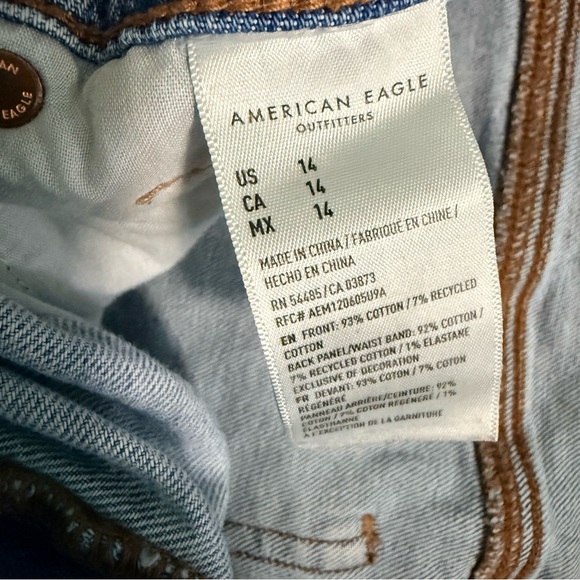 AN
EAGLE
AMERICAN EAGLE
OUTFITTERS
US 14
CA 14
MX 14
MADE IN CHINA / FABRIQUÉ EN CHINE /
HECHO EN CHINA
RN 54485/CA 03873
RFC# AEM120605U9A
EN FRONT: 93% COTTON / 7% RECYCLED
COTTON
BACK PANEL/WAIST BAND: 92% COTTON /
7% RECYCLED COTTON / 1% ELASTANE
EXCLUSIVE OF DECORATION
FR DEVANT: 93% COTON / 7% COTON
RÉGÉNÉRÉ
PANNEAU ARRIÈRE/CEINTURE: 92%
COTON / 7% COTON RÉGÉNÉRÉ / 1%
ÉLASTHANNE
À L'EXCEPTION DE LA GARNITURE